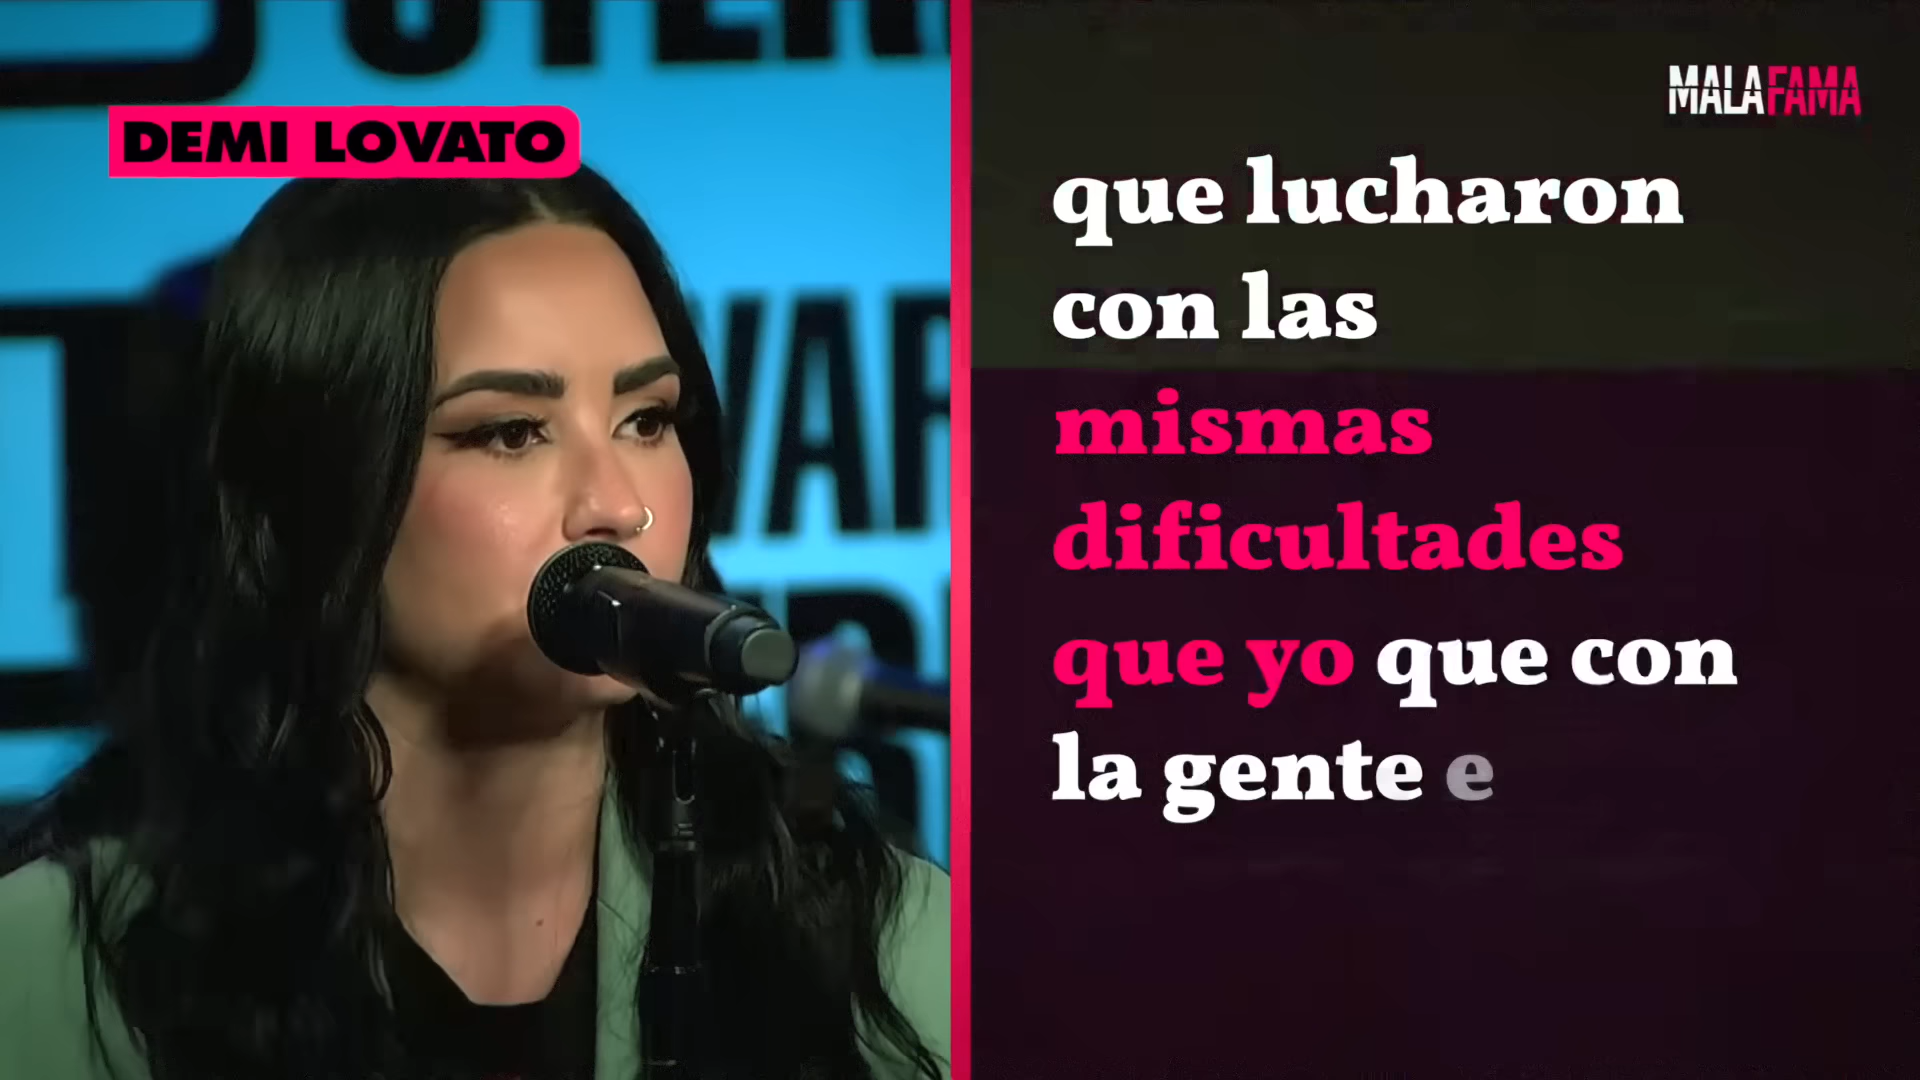 DEMI LOVATO
MALAFAMA
que lucharon
con las
mismas
dificultades
que yo que con
la gente e